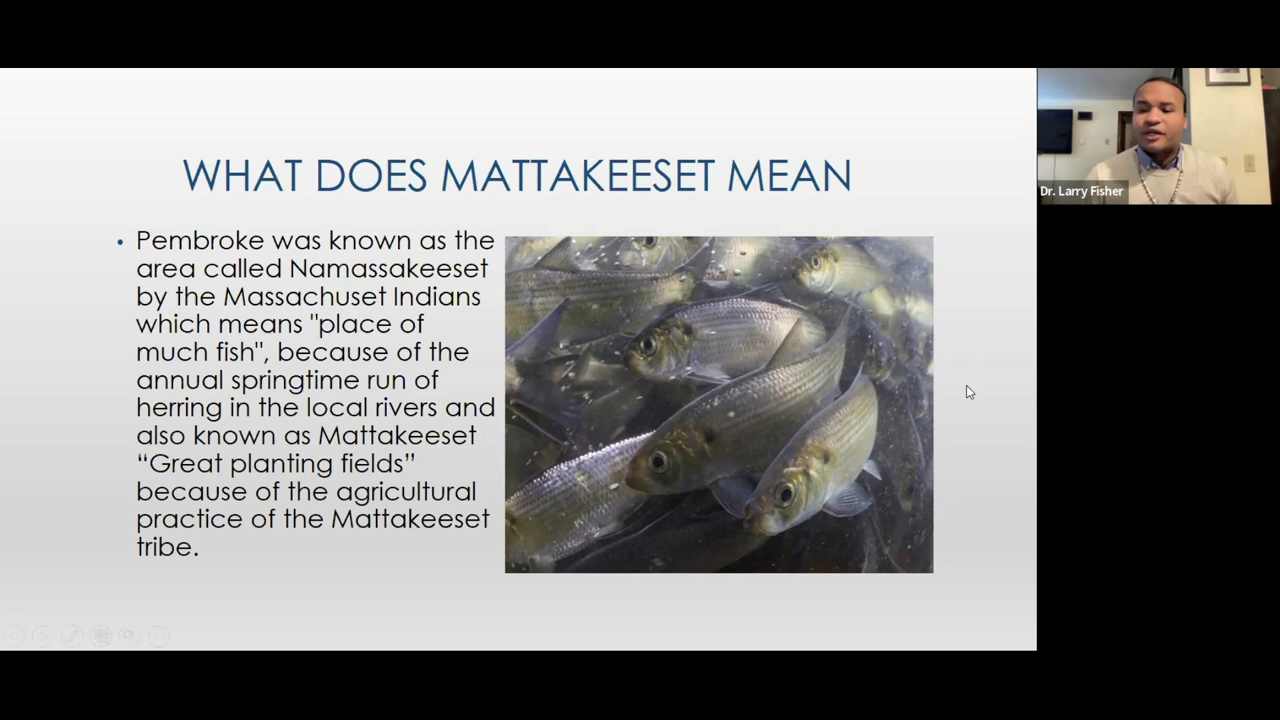 WHAT DOES MATTAKEESET MEAN
• Pembroke was known as the
area called Namassakeeset
by the Massachuset Indians
which means "place of
much fish", because of the
annual springtime run of
herring in the local rivers and
also known as Mattakeeset
“Great planting fields”
because of the agricultural
practice of the Mattakeeset
tribe.
Dr. Larry Fisher